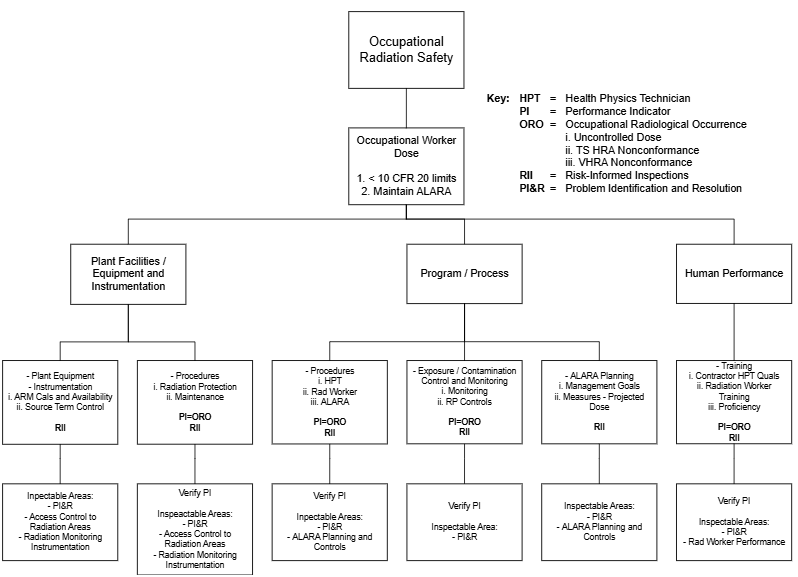 Occupational
Radiation Safety
Key: HPT = Health Physics Technician
PI = Performance Indicator
ORO = Occupational Radiological Occurrence
i. Uncontrolled Dose
ii. TS HRA Nonconformance
iii. VHRA Nonconformance
RII = Risk-Informed Inspections
PI&R = Problem Identification and Resolution
Occupational Worker
Dose
1. < 10 CFR 20 limits
2. Maintain ALARA
Plant Facilities /
Equipment and
Instrumentation
Program / Process
Human Performance
- Plant Equipment
- Instrumentation
i. ARM Cals and Availability
ii. Source Term Control
RII
- Procedures
i. Radiation Protection
ii. Maintenance
PI=ORO
RII
- Procedures
i. HPT
ii. Rad Worker
iii. ALARA
PI=ORO
RII
- Exposure / Contamination
Control and Monitoring
i. Monitoring
ii. RP Controls
PI=ORO
RII
- ALARA Planning
i. Management Goals
ii. Measures - Projected
Dose
RII
- Training
i. Contractor HPT Quals
ii. Radiation Worker
Training
iii. Proficiency
PI=ORO
RII
Inpectable Areas:
- PI&R
- Access Control to
Radiation Areas
- Radiation Monitoring
Instrumentation
Verify PI
Inspeactable Areas:
- PI&R
- Access Control to
Radiation Areas
- Radiation Monitoring
Instrumentation
Verify PI
Inpectable Areas:
- PI&R
- ALARA Planning and
Controls
Verify PI
Inspectable Area:
- PI&R
Inspectable Areas:
- PI&R
- ALARA Planning and
Controls
Verify PI
Inspectable Areas:
- PI&R
- Rad Worker Performance